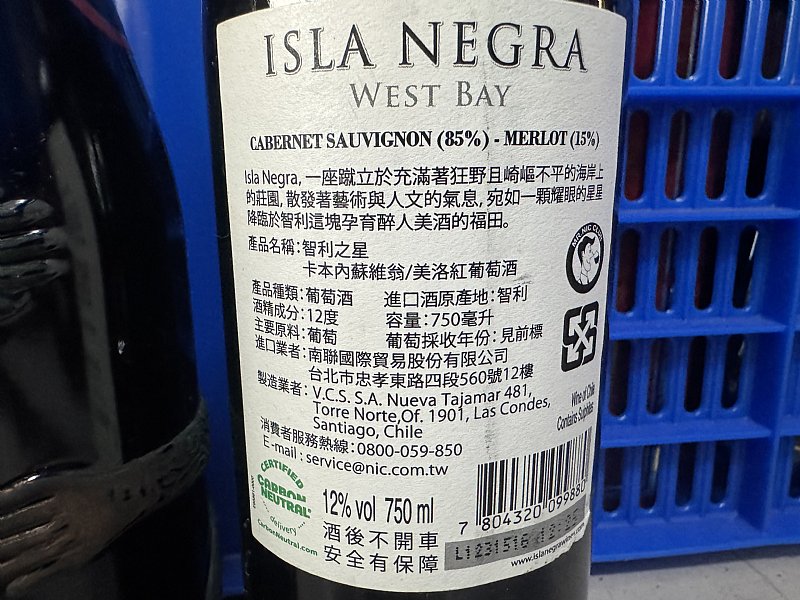 ISLA NEGRA
WEST BAY
CABERNET SAUVIGNON (85%) - MERLOT (15%)
Isla Negra, 一座蹴立於充滿著狂野且崎嶇不平的海岸上
的莊園, 散發著藝術與人文的氣息, 宛如一顆耀眼的星星
降臨於智利這塊孕育醉人美酒的福田。
產品名稱：智利之星
卡本內蘇維翁/美洛紅葡萄酒
產品種類：葡萄酒 進口酒原產地：智利
酒精成分：12度 容量：750毫升
主要原料：葡萄 葡萄採收年份：見前標
進口業者：南聯國際貿易股份有限公司
台北市忠孝東路四段560號12樓
製造業者：V.C.S. S.A. Nueva Tajamar 481,
Torre Norte,Of. 1901, Las Condes,
Santiago, Chile
消費者服務熱線：0800-059-850
E-mail : service@nic.com.tw
Wine of Chile
Contains Sulphites
CERTIFIED
CARBON
NEUTRAL
delivery
CarbonNeutral.com
12% vol 750 ml
酒後不開車
安全有保障
7 804320 099880
L1231516
www.islanegrawines.com